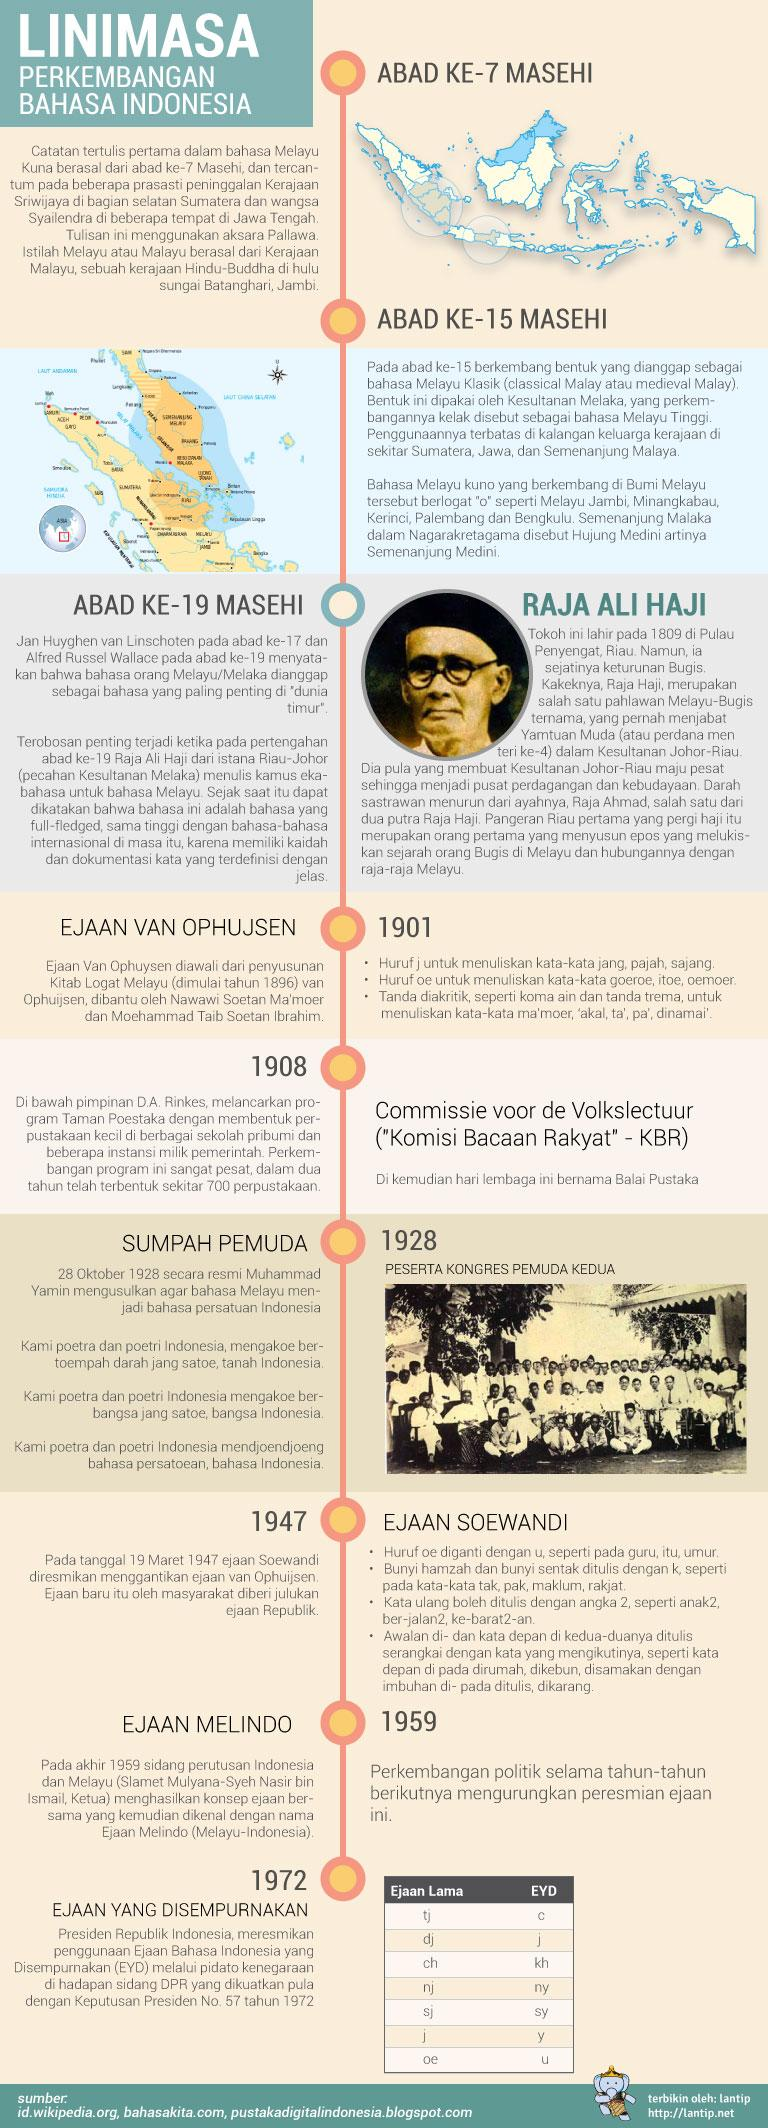 LINIMASA
PERKEMBANGAN
BAHASA INDONESIA
ABAD KE-7 MASEHI
Catatan tertulis pertama dalam bahasa Melayu
Kuna berasal dari abad ke-7 Masehi, dan tercan-
tum pada beberapa prasasti peninggalan Kerajaan
Sriwijaya di bagian selatan Sumatera dan wangsa
Syailendra di beberapa tempat di Jawa Tengah.
Tulisan ini menggunakan aksara Pallawa.
Istilah Melayu atau Malayu berasal dari Kerajaan
Malayu, sebuah kerajaan Hindu-Buddha di hulu
sungai Batanghari, Jambi.
ABAD KE-15 MASEHI
LAUT ANDAMAN
LAUT CHINA SELATAN
SAMUDRA
HINDIA
ASIA
SUMATERA
Pada abad ke-15 berkembang bentuk yang dianggap sebagai
bahasa Melayu Klasik (classical Malay atau medieval Malay).
Bentuk ini dipakai oleh Kesultanan Melaka, yang perkem-
bangannya kelak disebut sebagai bahasa Melayu Tinggi.
Penggunaannya terbatas di kalangan keluarga kerajaan di
sekitar Sumatera, Jawa, dan Semenanjung Malaya.
Bahasa Melayu kuno yang berkembang di Bumi Melayu
tersebut berlogat "o" seperti Melayu Jambi, Minangkabau,
Kerinci, Palembang dan Bengkulu. Semenanjung Malaka
dalam Nagarakretagama disebut Hujung Medini artinya
Semenanjung Medini.
ABAD KE-19 MASEHI
Jan Huyghen van Linschoten pada abad ke-17 dan
Alfred Russel Wallace pada abad ke-19 menyata-
kan bahwa bahasa orang Melayu/Melaka dianggap
sebagai bahasa yang paling penting di "dunia
timur".
Terobosan penting terjadi ketika pada pertengahan
abad ke-19 Raja Ali Haji dari istana Riau-Johor
(pecahan Kesultanan Melaka) menulis kamus eka-
bahasa untuk bahasa Melayu. Sejak saat itu dapat
dikatakan bahwa bahasa ini adalah bahasa yang
full-fledged, sama tinggi dengan bahasa-bahasa
internasional di masa itu, karena memiliki kaidah
dan dokumentasi kata yang terdefinisi dengan
jelas.
RAJA ALI HAJI
Tokoh ini lahir pada 1809 di Pulau
Penyengat, Riau. Namun, ia
sejatinya keturunan Bugis.
Kakeknya, Raja Haji, merupakan
salah satu pahlawan Melayu-Bugis
ternama, yang pernah menjabat
Yamtuan Muda (atau perdana men
teri ke-4) dalam Kesultanan Johor-Riau.
Dia pula yang membuat Kesultanan Johor-Riau maju pesat
sehingga menjadi pusat perdagangan dan kebudayaan. Darah
sastrawan menurun dari ayahnya, Raja Ahmad, salah satu dari
dua putra Raja Haji. Pangeran Riau pertama yang pergi haji itu
merupakan orang pertama yang menyusun epos yang melukis-
kan sejarah orang Bugis di Melayu dan hubungannya dengan
raja-raja Melayu.
EJAAN VAN OPHUJSEN
Ejaan Van Ophuysen diawali dari penyusunan
Kitab Logat Melayu (dimulai tahun 1896) van
Ophuijsen, dibantu oleh Nawawi Soetan Ma'moer
dan Moehammad Taib Soetan Ibrahim.
1901
• Huruf j untuk menuliskan kata-kata jang, pajah, sajang.
• Huruf oe untuk menuliskan kata-kata goeroe, itoe, oemoer.
• Tanda diakritik, seperti koma ain dan tanda trema, untuk
menuliskan kata-kata ma'moer, 'akal, ta', pa', dinamai'.
1908
Di bawah pimpinan D.A. Rinkes, melancarkan pro-
gram Taman Poestaka dengan membentuk per-
pustakaan kecil di berbagai sekolah pribumi dan
beberapa instansi milik pemerintah. Perkem-
bangan program ini sangat pesat, dalam dua
tahun telah terbentuk sekitar 700 perpustakaan.
Commissie voor de Volkslectuur
("Komisi Bacaan Rakyat" - KBR)
Di kemudian hari lembaga ini bernama Balai Pustaka
SUMPAH PEMUDA
28 Oktober 1928 secara resmi Muhammad
Yamin mengusulkan agar bahasa Melayu men-
jadi bahasa persatuan Indonesia
Kami poetra dan poetri Indonesia, mengakoe ber-
toempah darah jang satoe, tanah Indonesia.
Kami poetra dan poetri Indonesia mengakoe ber-
bangsa jang satoe, bangsa Indonesia.
Kami poetra dan poetri Indonesia mendjoendjoeng
bahasa persatoean, bahasa Indonesia.
1928
PESERTA KONGRES PEMUDA KEDUA
1947
Pada tanggal 19 Maret 1947 ejaan Soewandi
diresmikan menggantikan ejaan van Ophuijsen.
Ejaan baru itu oleh masyarakat diberi julukan
ejaan Republik.
EJAAN SOEWANDI
• Huruf oe diganti dengan u, seperti pada guru, itu, umur.
• Bunyi hamzah dan bunyi sentak ditulis dengan k, seperti
pada kata-kata tak, pak, maklum, rakjat.
• Kata ulang boleh ditulis dengan angka 2, seperti anak2,
ber-jalan2, ke-barat2-an.
• Awalan di- dan kata depan di kedua-duanya ditulis
serangkai dengan kata yang mengikutinya, seperti kata
depan di pada dirumah, dikebun, disamakan dengan
imbuhan di- pada ditulis, dikarang.
EJAAN MELINDO
Pada akhir 1959 sidang perutusan Indonesia
dan Melayu (Slamet Mulyana-Syeh Nasir bin
Ismail, Ketua) menghasilkan konsep ejaan ber-
sama yang kemudian dikenal dengan nama
Ejaan Melindo (Melayu-Indonesia).
1959
Perkembangan politik selama tahun-tahun
berikutnya mengurungkan peresmian ejaan
ini.
1972
EJAAN YANG DISEMPURNAKAN
Presiden Republik Indonesia, meresmikan
penggunaan Ejaan Bahasa Indonesia yang
Disempurnakan (EYD) melalui pidato kenegaraan
di hadapan sidang DPR yang dikuatkan pula
dengan Keputusan Presiden No. 57 tahun 1972
Ejaan Lama EYD
tj c
dj j
ch kh
nj ny
sj sy
j y
oe u
sumber:
id.wikipedia.org, bahasakita.com, pustakadigitalindonesia.blogspot.com
terbikin oleh: lantip
http://lantip.net